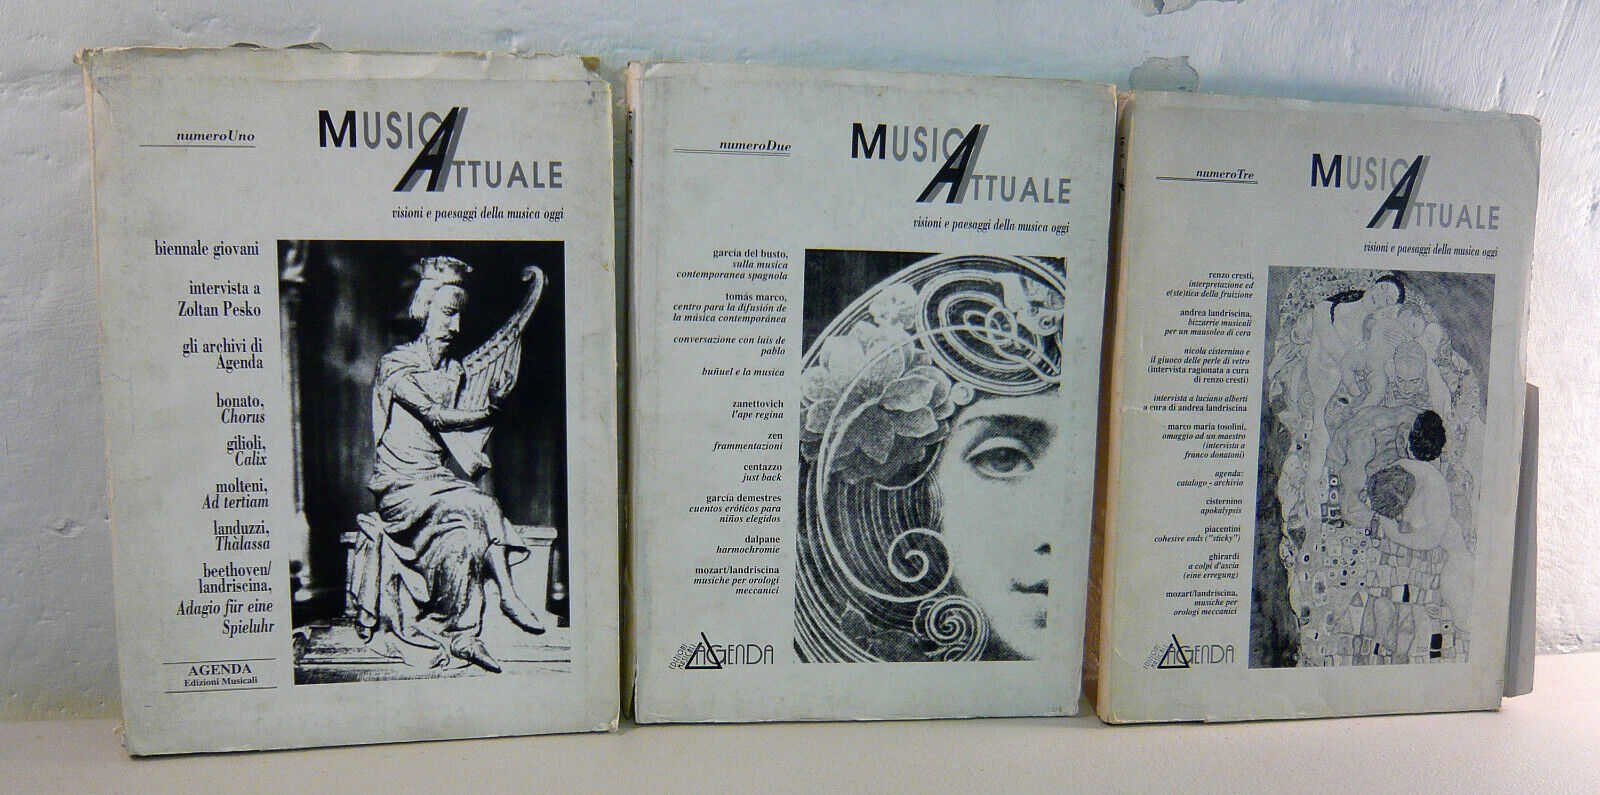 numeroUno
MUSICA
ATTUALE
visioni e paesaggi della musica oggi
biennale giovani
intervista a
Zoltan Pesko
gli archivi di
Agenda
bonato,
Chorus
gilioli,
Calix
molteni,
Ad tertiam
landuzzi,
Thàlassa
beethoven/
landriscina,
Adagio für eine
Spieluhr
AGENDA
Edizioni Musicali
numeroDue
MUSICA
ATTUALE
visioni e paesaggi della musica oggi
garcía del busto,
sulla musica
contemporanea spagnola
tomás marco,
centro para la difusión de
la música contemporánea
conversazione con luis de
pablo
buñuel e la musica
zanettovich
l'ape regina
zen
frammentazioni
centazzo
just back
garcía demestres
cuentos eróticos para
niños elegidos
dalpane
harmochromie
mozart/landriscina
musiche per orologi
meccanici
EDIZIONI
MUSICALI
AGENDA
numeroTre
MUSICA
ATTUALE
visioni e paesaggi della musica oggi
renzo cresti,
interpretazione ed
e(ste)tica della fruizione
andrea landriscina,
bizzarrie musicali
per un mausoleo di cera
nicola cisternino e
il giuoco delle perle di vetro
(intervista ragionata a cura
di renzo cresti)
intervista a luciano alberti
a cura di andrea landriscina
marco maria tosolini,
omaggio ad un maestro
(intervista a
franco donatoni)
agenda:
catalogo - archivio
cisternino
apokalypsis
piacentini
cohesive ends ("sticky")
ghirardi
a colpi d'ascia
(eine erregung)
mozart/landriscina,
musiche per
orologi meccanici
EDIZIONI
MUSICALI
AGENDA